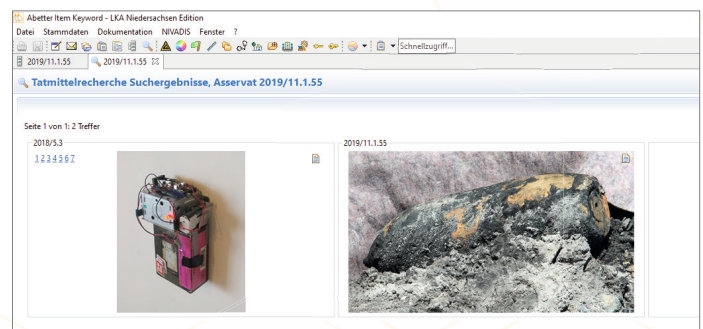 Abetter Item Keyword - LKA Niedersachsen Edition
Datei Stammdaten Dokumentation NIVADIS Fenster ?
Schnellzugriff...
2019/11.1.55 2019/11.1.55
Tatmittelrecherche Suchergebnisse, Asservat 2019/11.1.55
Seite 1 von 1: 2 Treffer
2018/5.3 2019/11.1.55
1 2 3 4 5 6 7